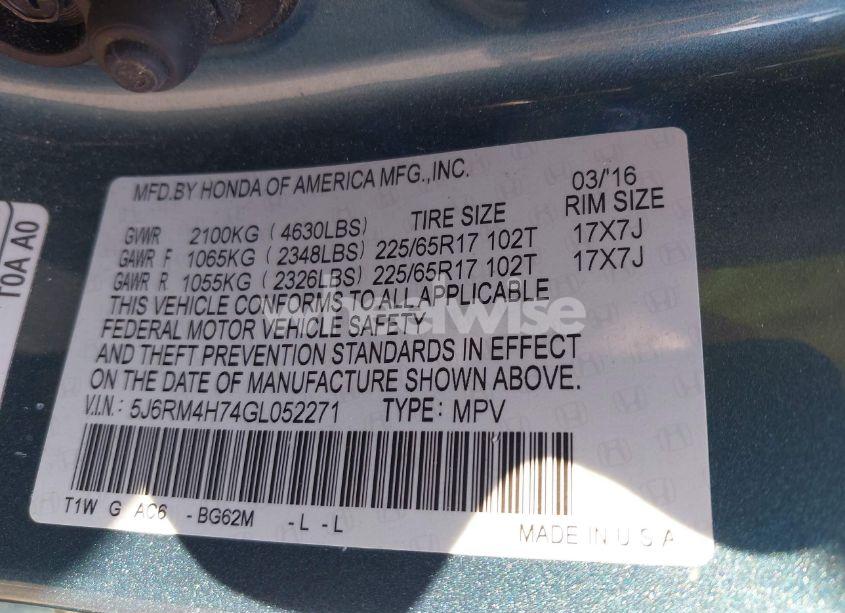 MFD.BY HONDA OF AMERICA MFG.,INC. 03/'16
TIRE SIZE RIM SIZE
GVWR 2100KG ( 4630LBS)
GAWR F 1065KG ( 2348LBS) 225/65R17 102T 17X7J
GAWR R 1055KG ( 2326LBS) 225/65R17 102T 17X7J
THIS VEHICLE CONFORMS TO ALL APPLICABLE
FEDERAL MOTOR VEHICLE SAFETY
AND THEFT PREVENTION STANDARDS IN EFFECT
ON THE DATE OF MANUFACTURE SHOWN ABOVE.
V.I.N.: 5J6RM4H74GL052271 TYPE: MPV
T1W G AC6 -BG62M -L -L
MADE IN U S A
T0A A0